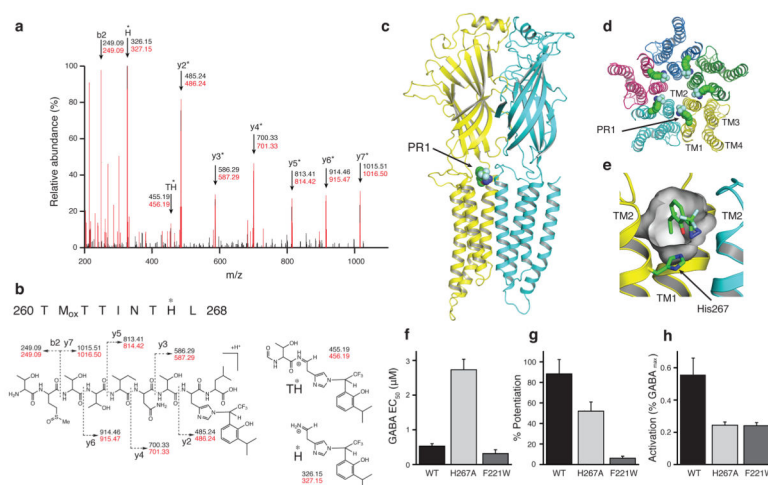 a
b2
249.09
249.09
*
H
326.15
327.15
y2*
485.24
486.24
TH*
455.19
456.19
y3*
586.29
587.29
y4*
700.33
701.33
y5*
813.41
814.42
y6*
914.46
915.47
y7*
1015.51
1016.50
100
80
60
40
20
0
200 400 600 800 1000
Relative abundance (%)
m/z
b
260 T Mox T T I N T H* L 268
249.09
249.09
b2 y7
1015.51
1016.50
y5
813.41
814.42
y3
586.29
587.29
+H+
y6
914.46
915.47
y4
700.33
701.33
y2
485.24
486.24
455.19
456.19
TH*
H*
326.15
327.15
c
PR1
d
TM2
PR1
TM1
TM3
TM4
e
TM2
TM2
TM1
His267
f
GABA EC50 (µM)
3
2
1
0
WT H267A F221W
g
% Potentiation
100
80
60
40
20
0
WT H267A F221W
h
Activation (% GABA max)
0.8
0.6
0.4
0.2
0.0
WT H267A F221W